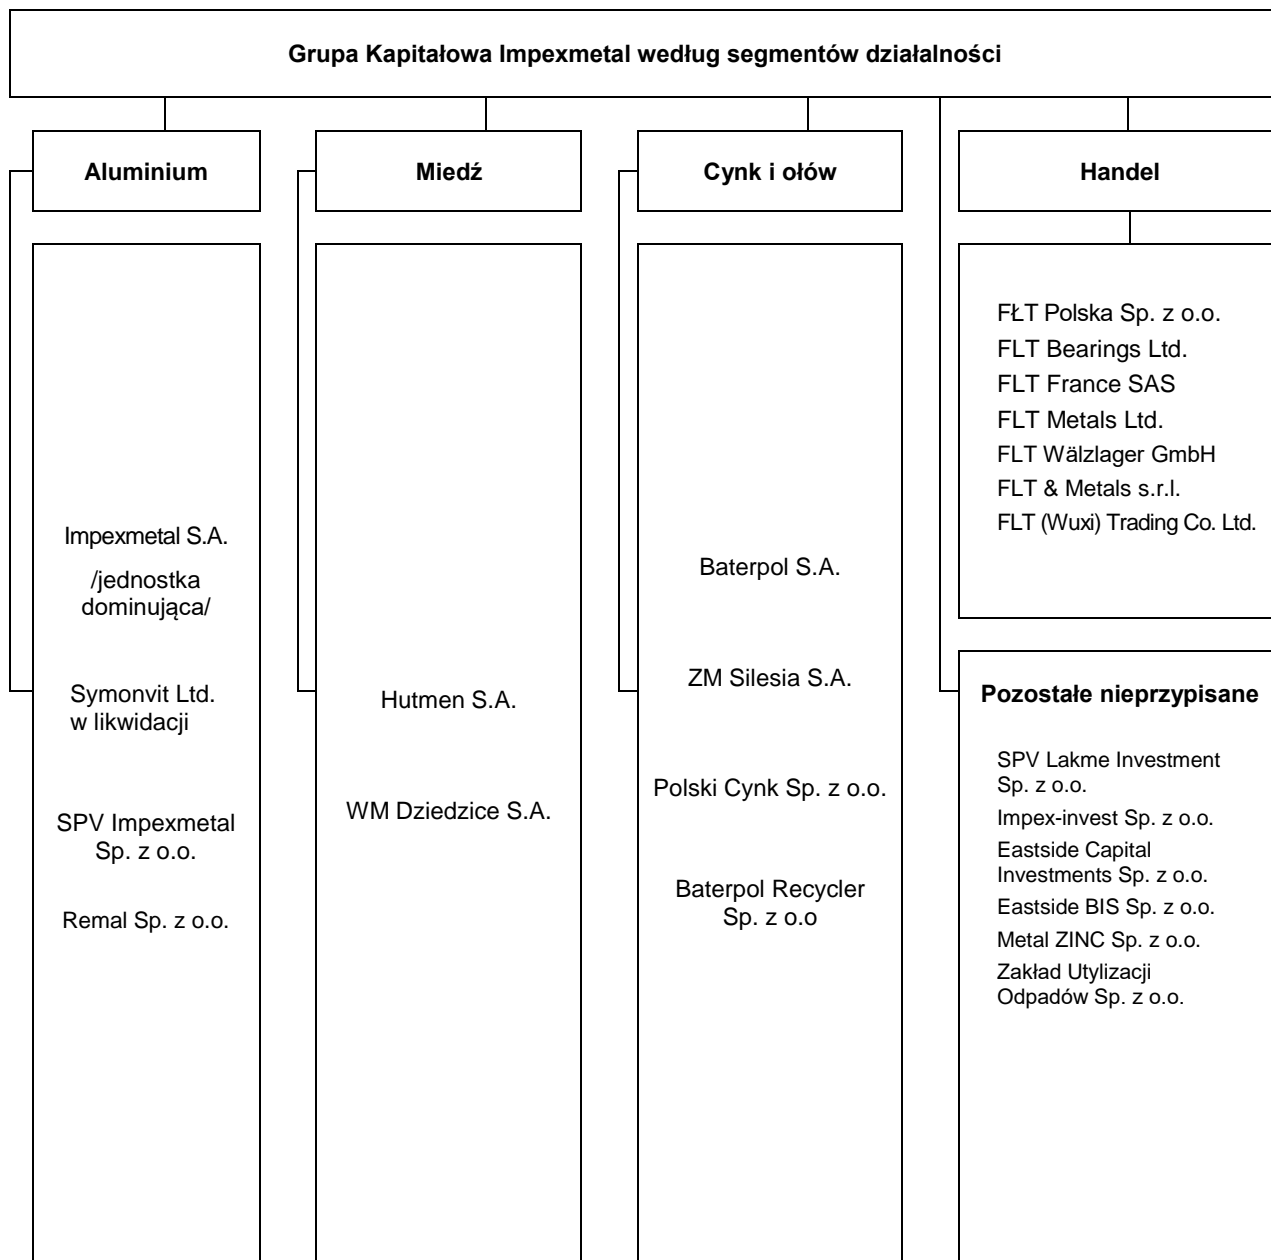 Grupa Kapitałowa Impexmetal według segmentów działalności
Aluminium
Impexmetal S.A.
/jednostka
dominująca/
Symonvit Ltd.
w likwidacji
SPV Impexmetal
Sp. z o.o.
Remal Sp. z o.o.
Miedź
Hutmen S.A.
WM Dziedzice S.A.
Cynk i ołów
Baterpol S.A.
ZM Silesia S.A.
Polski Cynk Sp. z o.o.
Baterpol Recycler
Sp. z o.o
Handel
FŁT Polska Sp. z o.o.
FLT Bearings Ltd.
FLT France SAS
FLT Metals Ltd.
FLT Wälzlager GmbH
FLT & Metals s.r.l.
FLT (Wuxi) Trading Co. Ltd.
Pozostałe nieprzypisane
SPV Lakme Investment
Sp. z o.o.
Impex-invest Sp. z o.o.
Eastside Capital
Investments Sp. z o.o.
Eastside BIS Sp. z o.o.
Metal ZINC Sp. z o.o.
Zakład Utylizacji
Odpadów Sp. z o.o.